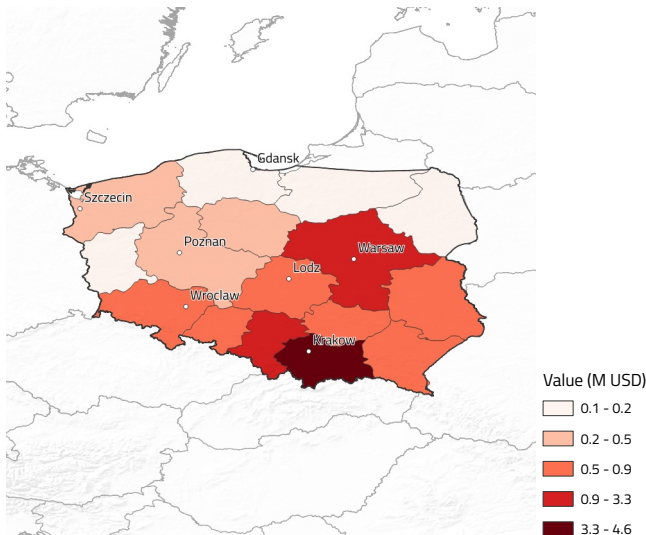 Gdansk
Szczecin
Poznan
Warsaw
Lodz
Wroclaw
Krakow
Value (M USD)
0.1 - 0.2
0.2 - 0.5
0.5 - 0.9
0.9 - 3.3
3.3 - 4.6